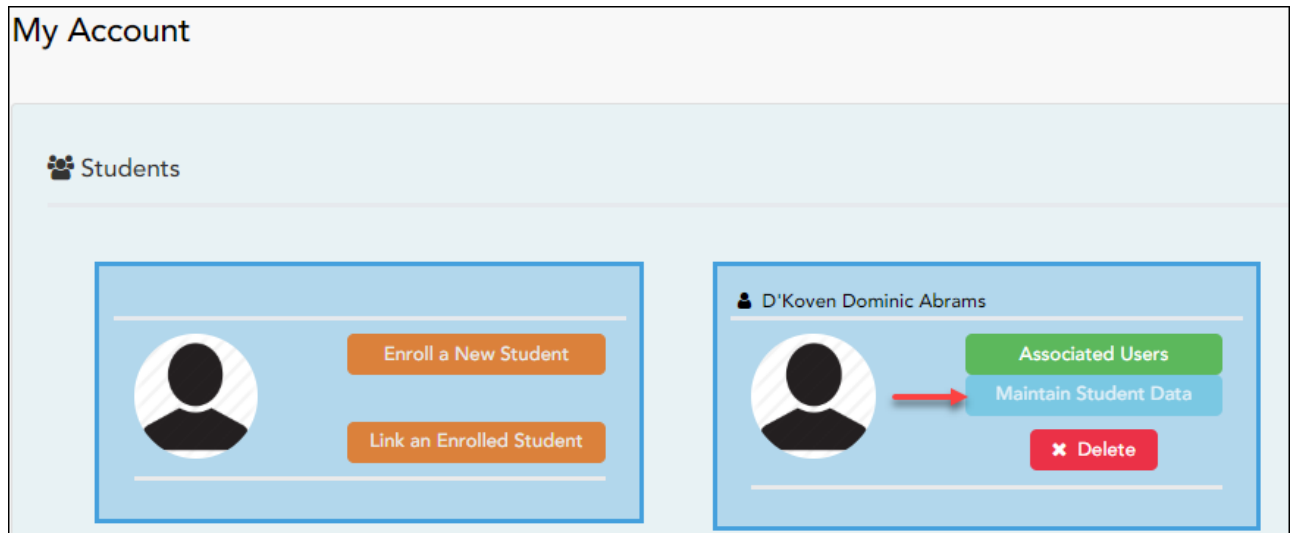 My Account
Students
Enroll a New Student
Link an Enrolled Student
D'Koven Dominic Abrams
Associated Users
Maintain Student Data
Delete